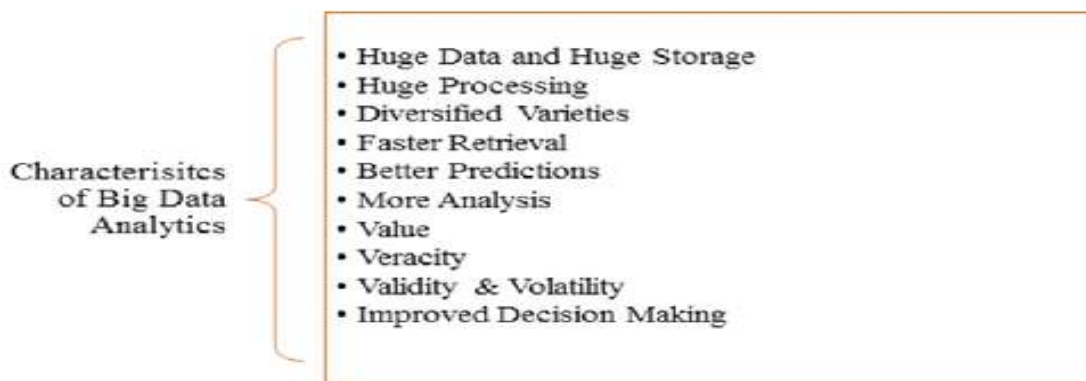 Characterisitcs
of Big Data
Analytics
• Huge Data and Huge Storage
• Huge Processing
• Diversified Varieties
• Faster Retrieval
• Better Predictions
• More Analysis
• Value
• Veracity
• Validity & Volatility
• Improved Decision Making